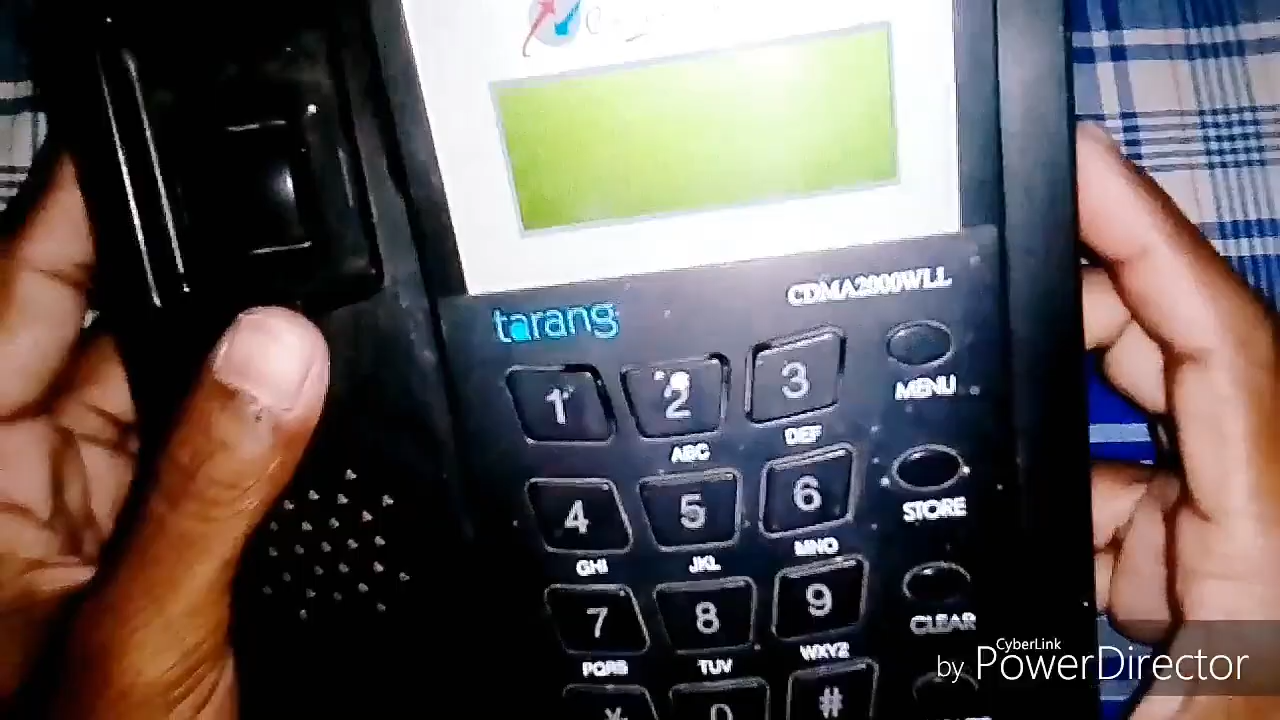 CDMA2000WLL
tarang
1 2 3 MENU
ABC DEF
4 5 6 STORE
GHI JKL MNO
7 8 9 CLEAR
PQRS TUV WXYZ
* 0 #
CyberLink
by PowerDirector